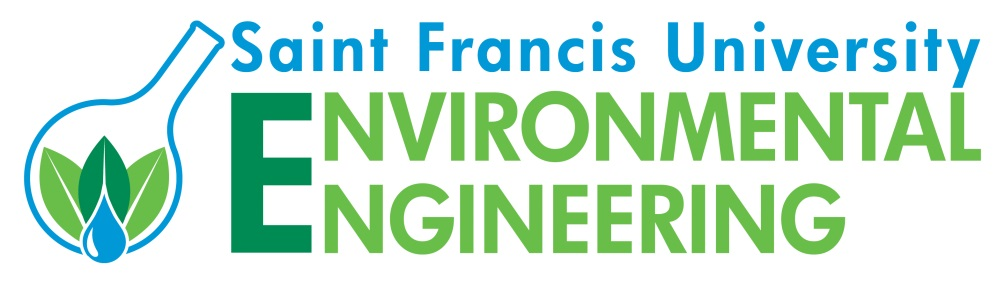 Saint Francis University
ENVIRONMENTAL
ENGINEERING